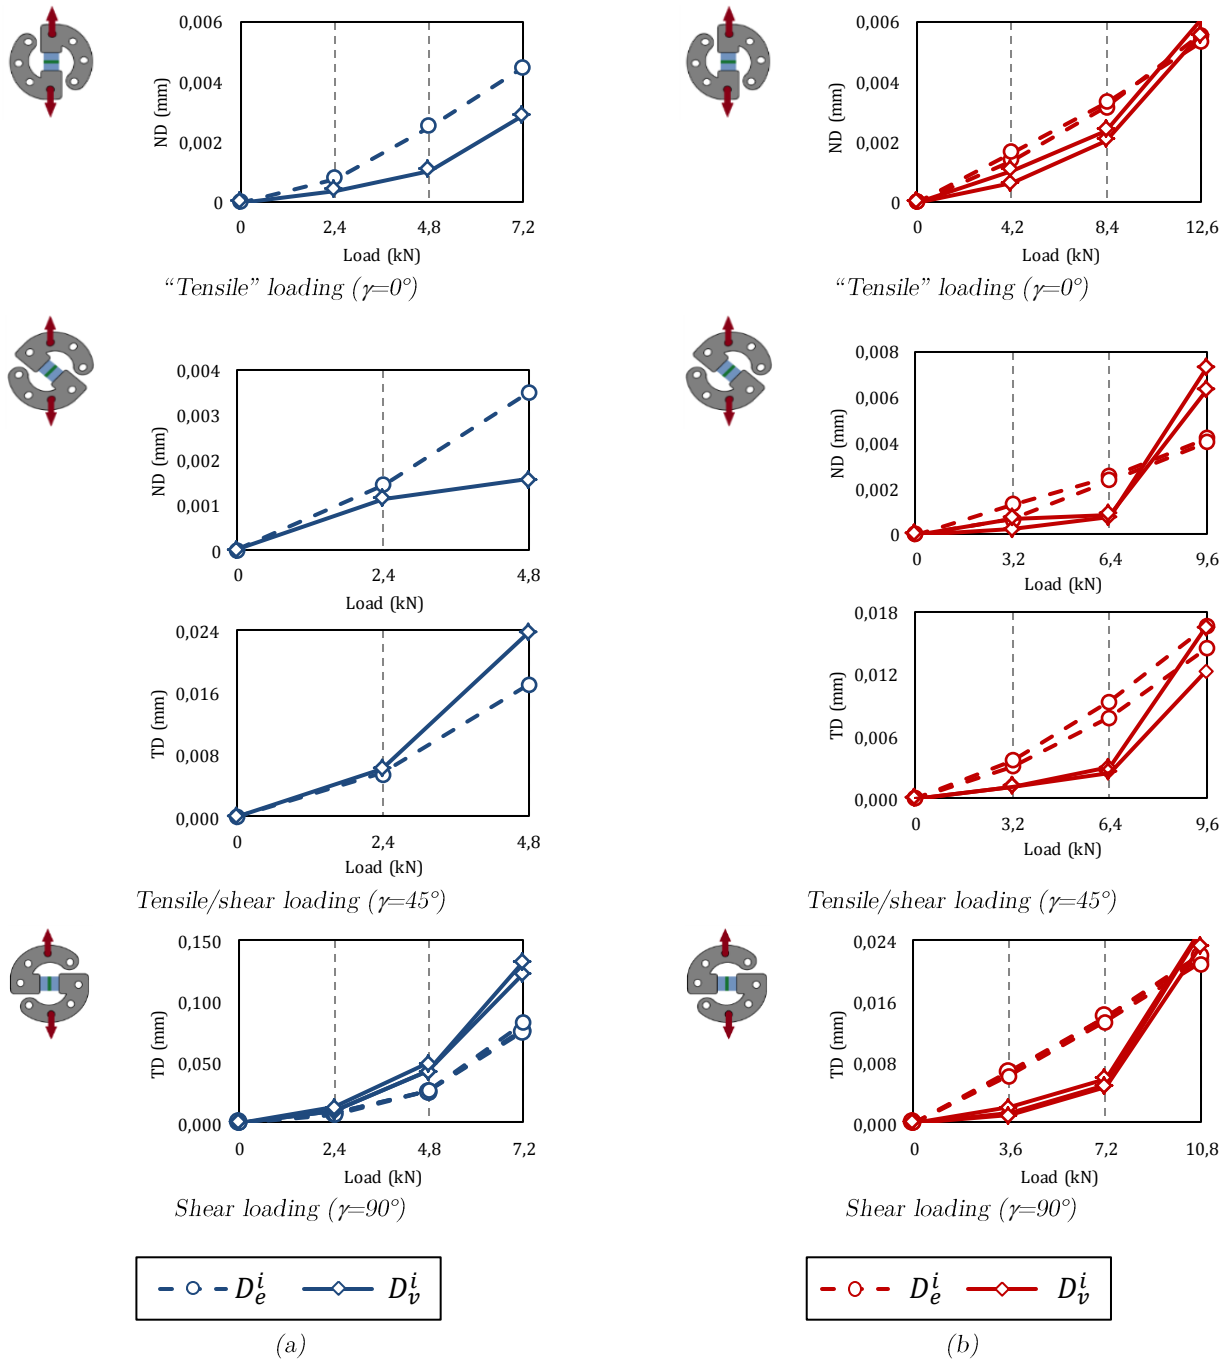 0,006
0,004
0,002
0
ND (mm)
0 2,4 4,8 7,2
Load (kN)
“Tensile” loading (γ=0°)
0,004
0,003
0,002
0,001
0
ND (mm)
0 2,4 4,8
Load (kN)
0,024
0,016
0,008
0,000
TD (mm)
0 2,4 4,8
Load (kN)
Tensile/shear loading (γ=45°)
0,150
0,100
0,050
0,000
TD (mm)
0 2,4 4,8 7,2
Load (kN)
Shear loading (γ=90°)
D_e^i D_v^i
(a)
0,006
0,004
0,002
0
ND (mm)
0 4,2 8,4 12,6
Load (kN)
“Tensile” loading (γ=0°)
0,008
0,006
0,004
0,002
0
ND (mm)
0 3,2 6,4 9,6
Load (kN)
0,018
0,012
0,006
0,000
TD (mm)
0 3,2 6,4 9,6
Load (kN)
Tensile/shear loading (γ=45°)
0,024
0,016
0,008
0,000
TD (mm)
0 3,6 7,2 10,8
Load (kN)
Shear loading (γ=90°)
D_e^i D_v^i
(b)